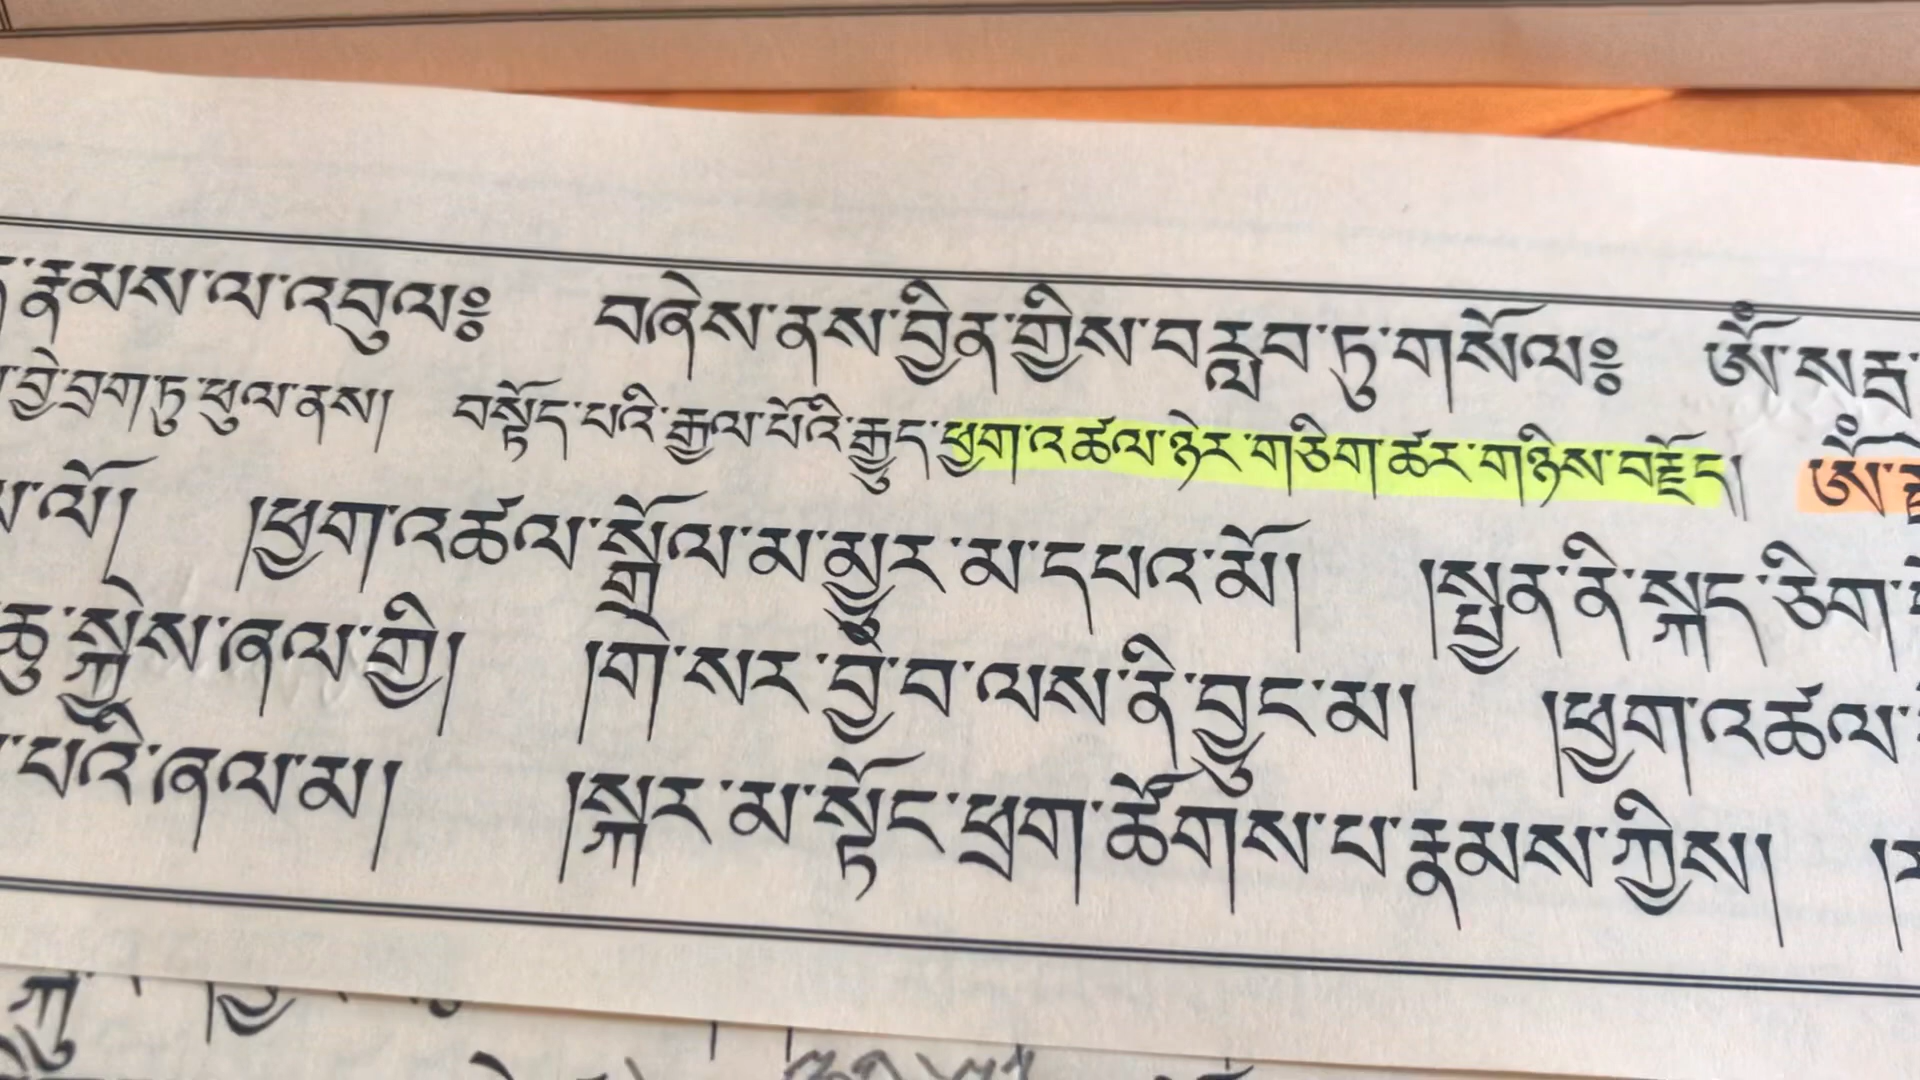 རྣམས་ལ་འབུལ༔ བཞེས་ནས་བྱིན་གྱིས་བརླབ་ཏུ་གསོལ༔ ཨོཾ་སརྦ་
བྱེ་བྲག་ཏུ་ཕུལ་ནས། བསྟོད་པའི་རྒྱལ་པོའི་རྒྱུད་ཕྱག་འཚལ་ཉེར་གཅིག་ཚར་གཉིས་བརྗོད། ཨོཾ་
ལོ། །ཕྱག་འཚལ་སྒྲོལ་མ་མྱུར་མ་དཔའ་མོ། །སྤྱན་ནི་སྐད་ཅིག་
ཆུ་སྐྱེས་ཞལ་གྱི། །གེ་སར་བྱེ་བ་ལས་ནི་བྱུང་མ། །ཕྱག་འཚལ་
པའི་ཞལ་མ། །སྐར་མ་སྟོང་ཕྲག་ཚོགས་པ་རྣམས་ཀྱིས།